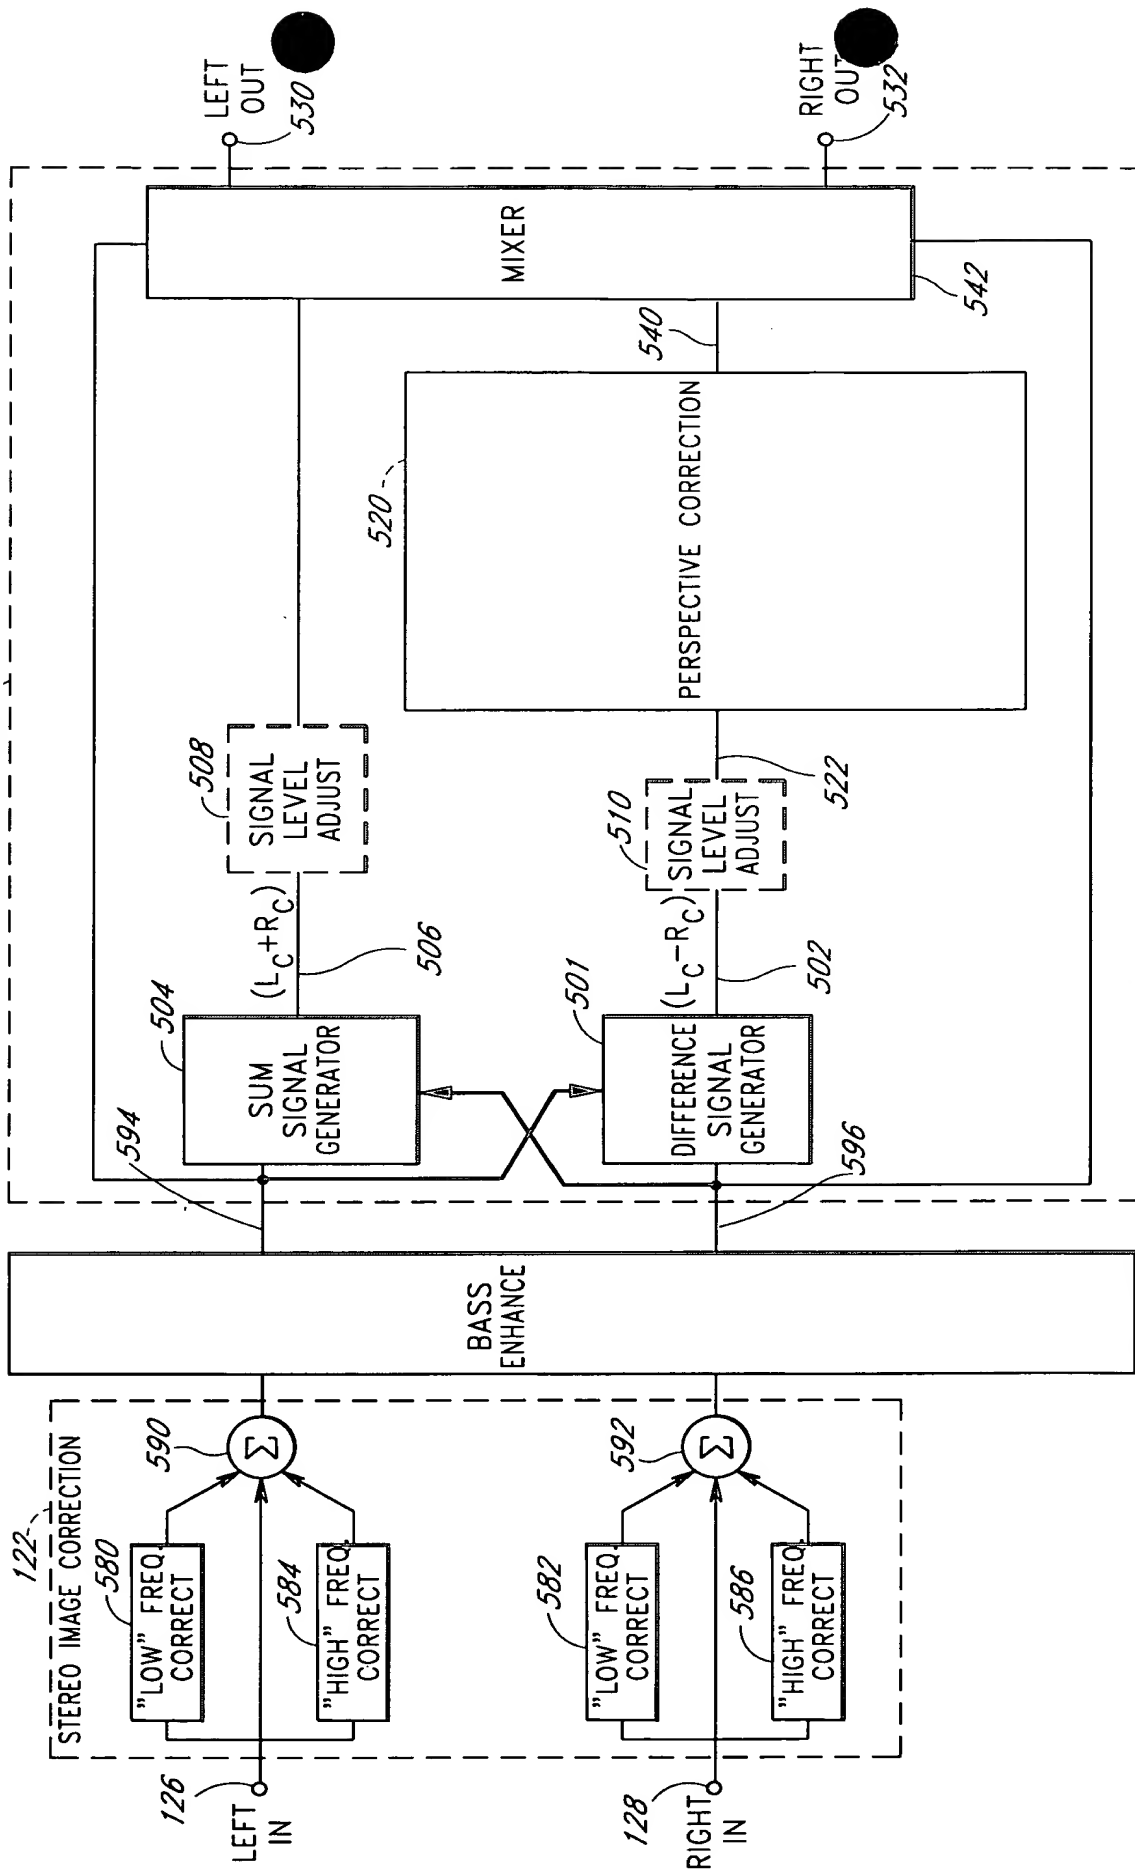 122
STEREO IMAGE CORRECTION
580
"LOW" FREQ.
CORRECT
584
"HIGH" FREQ.
CORRECT
126
LEFT
IN
590
Σ
582
"LOW" FREQ.
CORRECT
586
"HIGH" FREQ.
CORRECT
128
RIGHT
IN
592
Σ
BASS
ENHANCE
594
596
504
SUM
SIGNAL
GENERATOR
(LC+RC)
506
508
SIGNAL
LEVEL
ADJUST
501
DIFFERENCE
SIGNAL
GENERATOR
(LC−RC)
502
510
SIGNAL
LEVEL
ADJUST
522
520
PERSPECTIVE CORRECTION
540
MIXER
542
LEFT
OUT
530
RIGHT
OUT
532